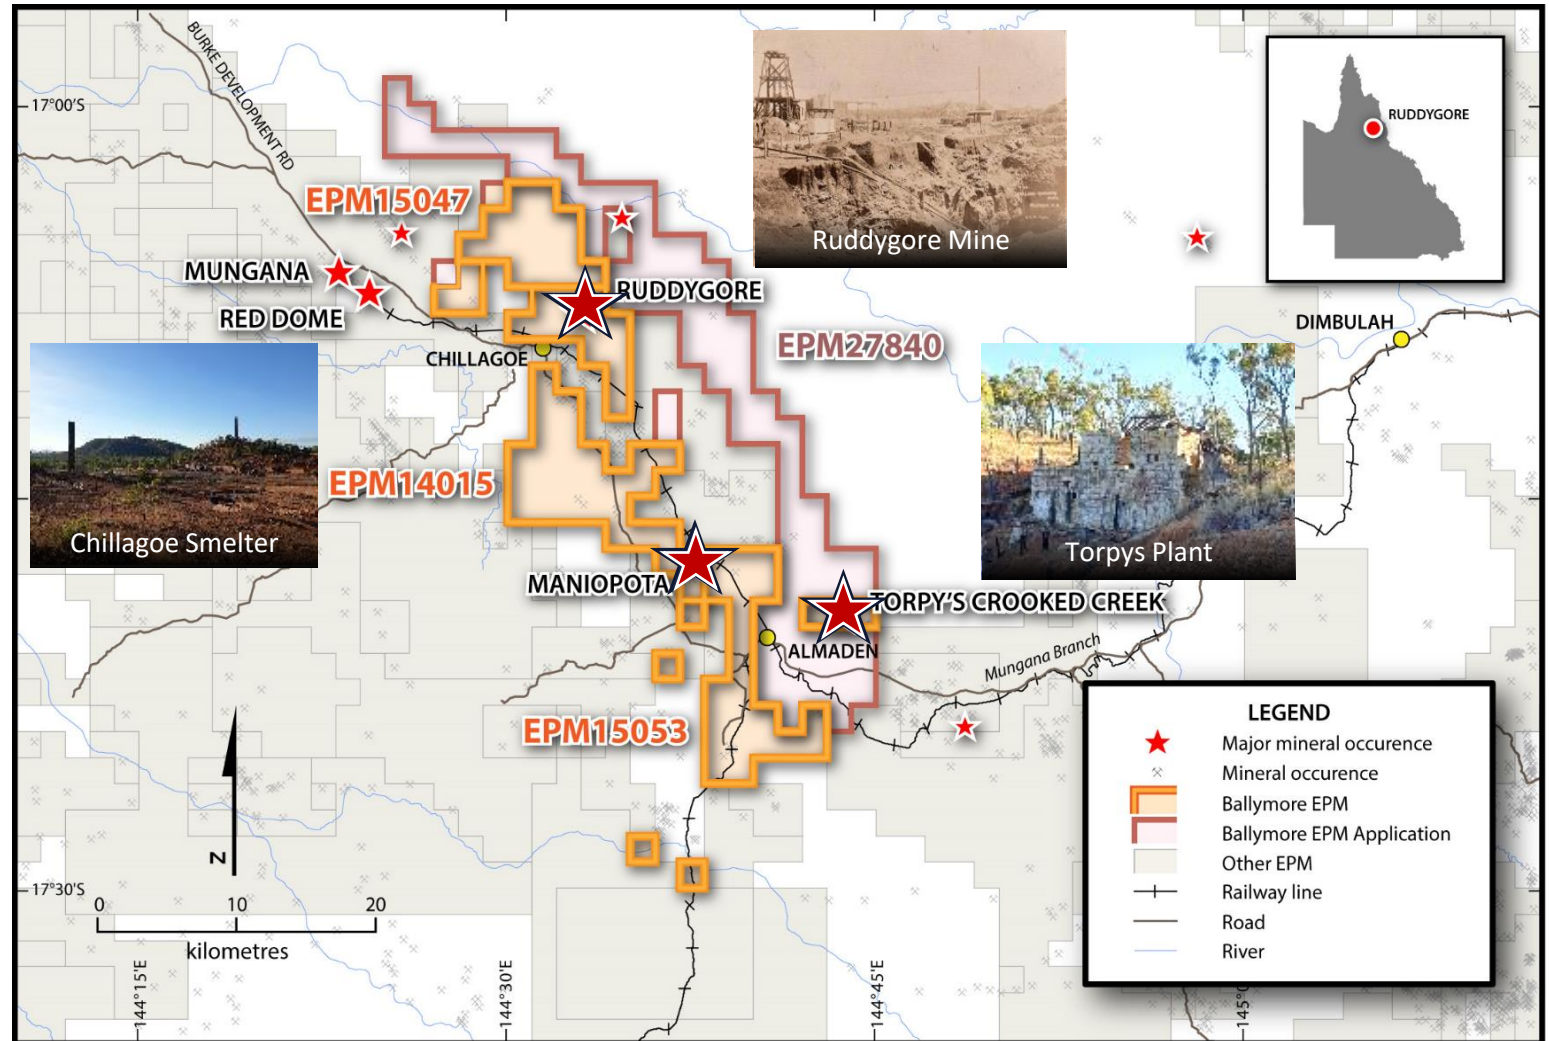 BURKE DEVELOPMENT RD
17°00'S
EPM15047
MUNGANA
RED DOME
RUDDYGORE
CHILLAGOE
EPM27840
Ruddygore Mine
RUDDYGORE
DIMBULAH
Chillagoe Smelter
EPM14015
Torpys Plant
MANIOPOTA
TORPY'S CROOKED CREEK
ALMADEN
Mungana Branch
EPM15053
LEGEND
Major mineral occurence
Mineral occurence
Ballymore EPM
Ballymore EPM Application
Other EPM
Railway line
Road
River
N
17°30'S
0 10 20
kilometres
144°15'E
144°30'E
144°45'E